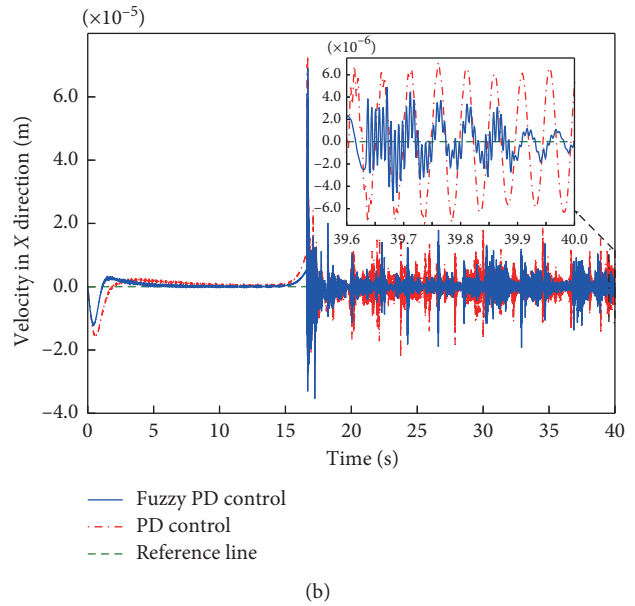 (×10−5)
6.0
4.0
2.0
0.0
−2.0
−4.0
Velocity in X direction (m)
(×10−6)
6.0
4.0
2.0
0.0
−2.0
−4.0
−6.0
39.6 39.7 39.8 39.9 40.0
0 5 10 15 20 25 30 35 40
Time (s)
Fuzzy PD control
PD control
Reference line
(b)